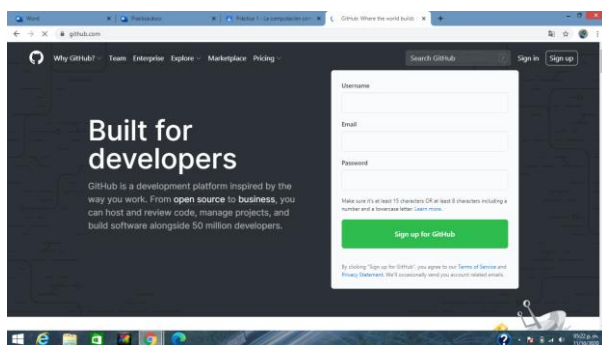 Word
Practica 1 - La computación com
GitHub: Where the world builds
github.com
Why GitHub? Team Enterprise Explore Marketplace Pricing
Search GitHub
Sign in
Sign up
Built for
developers
GitHub is a development platform inspired by the
way you work. From open source to business, you
can host and review code, manage projects, and
build software alongside 50 million developers.
Username
Email
Password
Make sure it's at least 15 characters OR at least 8 characters including a
number and a lowercase letter. Learn more.
Sign up for GitHub
By clicking "Sign up for GitHub", you agree to our Terms of Service and
Privacy Statement. We'll occasionally send you account related emails.
05:22 p. m.